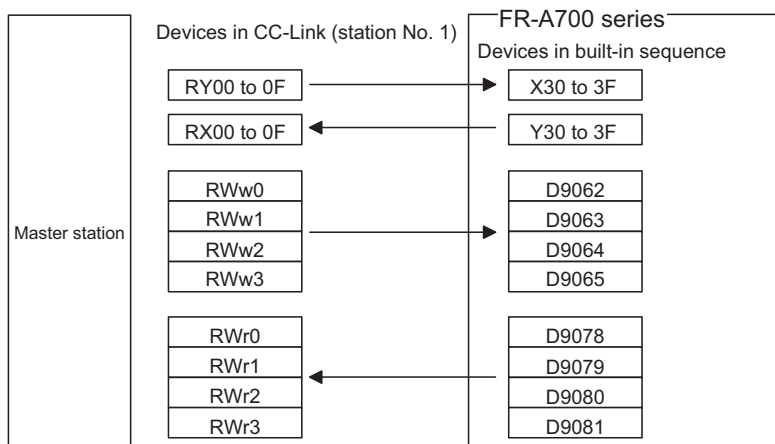 FR-A700 series
Devices in CC-Link (station No. 1)
Devices in built-in sequence
RY00 to 0F
X30 to 3F
RX00 to 0F
Y30 to 3F
Master station
RWw0
RWw1
RWw2
RWw3
D9062
D9063
D9064
D9065
RWr0
RWr1
RWr2
RWr3
D9078
D9079
D9080
D9081